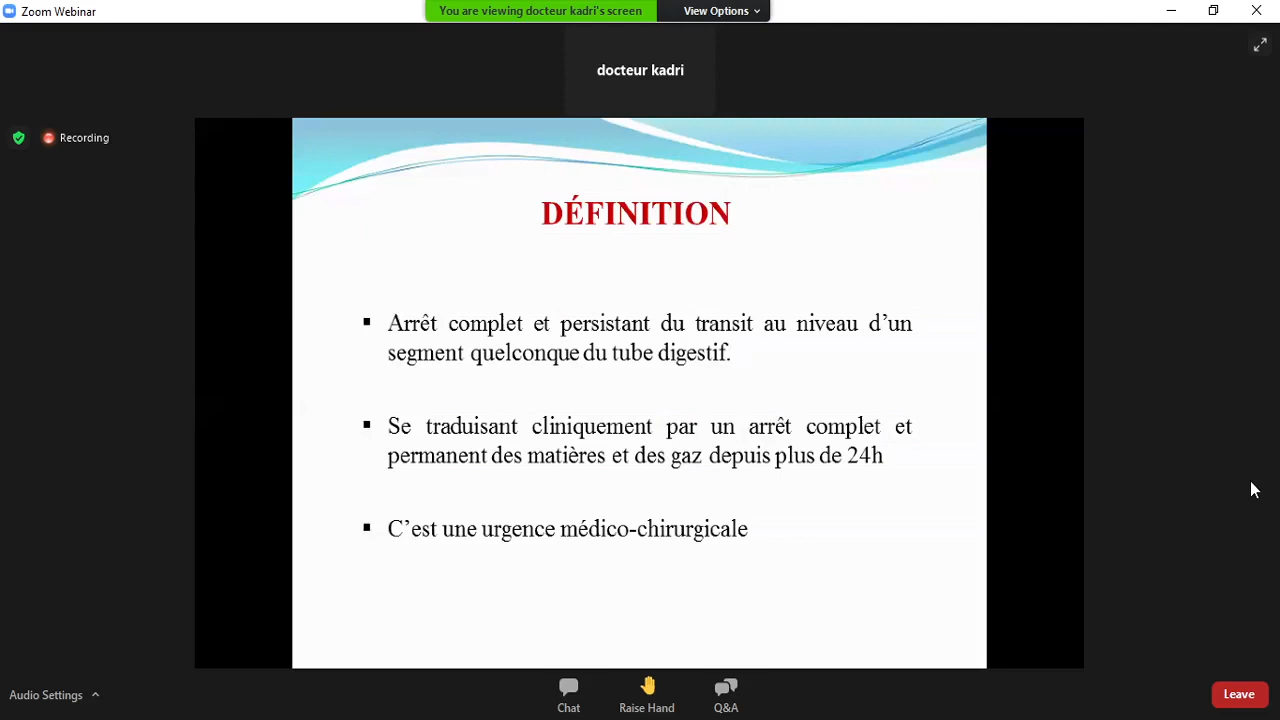 Zoom Webinar
You are viewing docteur kadri's screen
View Options
docteur kadri
Recording
DÉFINITION
Arrêt complet et persistant du transit au niveau d’un
segment quelconque du tube digestif.
Se traduisant cliniquement par un arrêt complet et
permanent des matières et des gaz depuis plus de 24h
C’est une urgence médico-chirurgicale
Audio Settings
Chat
Raise Hand
Q&A
Leave